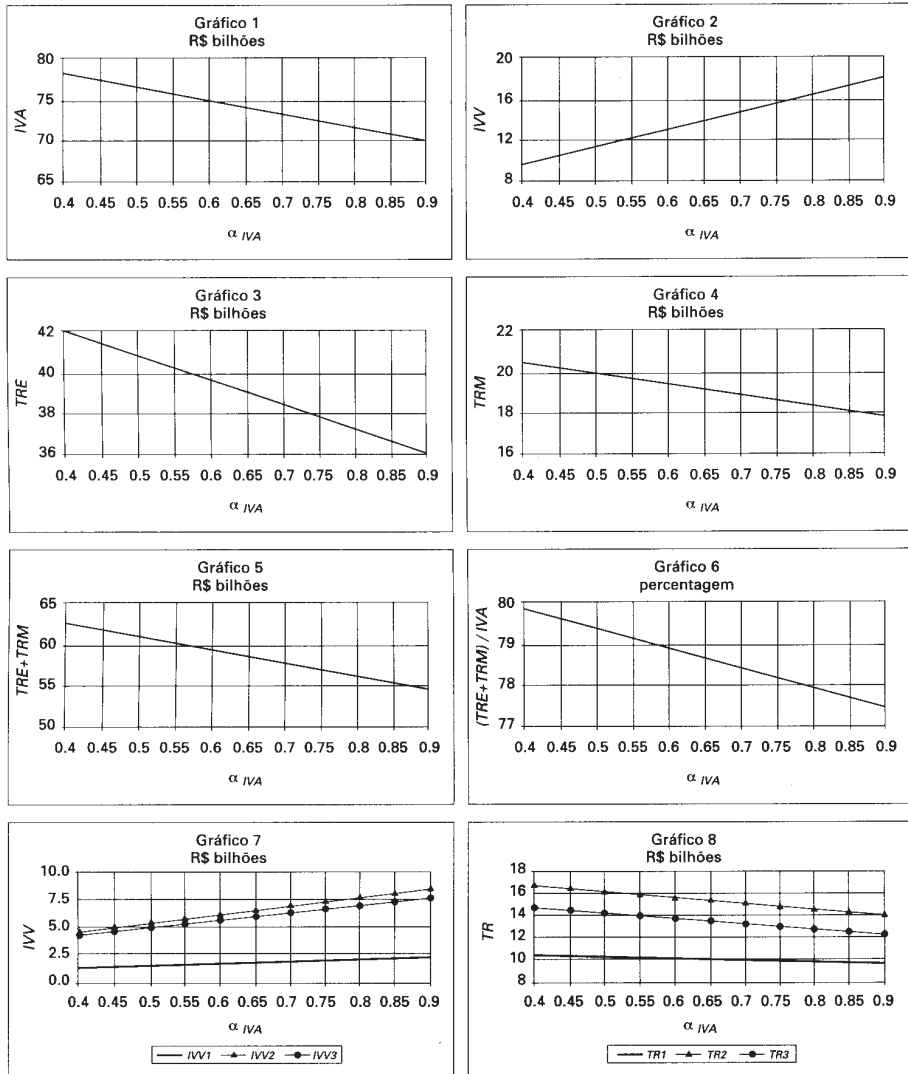 Gráfico 1
R$ bilhões
80
75
70
65
IVA
0.4 0.45 0.5 0.55 0.6 0.65 0.7 0.75 0.8 0.85 0.9
α IVA
Gráfico 2
R$ bilhões
20
16
12
8
IVV
0.4 0.45 0.5 0.55 0.6 0.65 0.7 0.75 0.8 0.85 0.9
α IVA
Gráfico 3
R$ bilhões
42
40
38
36
TRE
0.4 0.45 0.5 0.55 0.6 0.65 0.7 0.75 0.8 0.85 0.9
α IVA
Gráfico 4
R$ bilhões
22
20
18
16
TRM
0.4 0.45 0.5 0.55 0.6 0.65 0.7 0.75 0.8 0.85 0.9
α IVA
Gráfico 5
R$ bilhões
65
60
55
50
TRE+TRM
0.4 0.45 0.5 0.55 0.6 0.65 0.7 0.75 0.8 0.85 0.9
α IVA
Gráfico 6
percentagem
80
79
78
77
(TRE+TRM) / IVA
0.4 0.45 0.5 0.55 0.6 0.65 0.7 0.75 0.8 0.85 0.9
α IVA
Gráfico 7
R$ bilhões
10.0
7.5
5.0
2.5
0.0
IVV
0.4 0.45 0.5 0.55 0.6 0.65 0.7 0.75 0.8 0.85 0.9
α IVA
IVV1 IVV2 IVV3
Gráfico 8
R$ bilhões
18
16
14
12
10
8
TR
0.4 0.45 0.5 0.55 0.6 0.65 0.7 0.75 0.8 0.85 0.9
α IVA
TR1 TR2 TR3